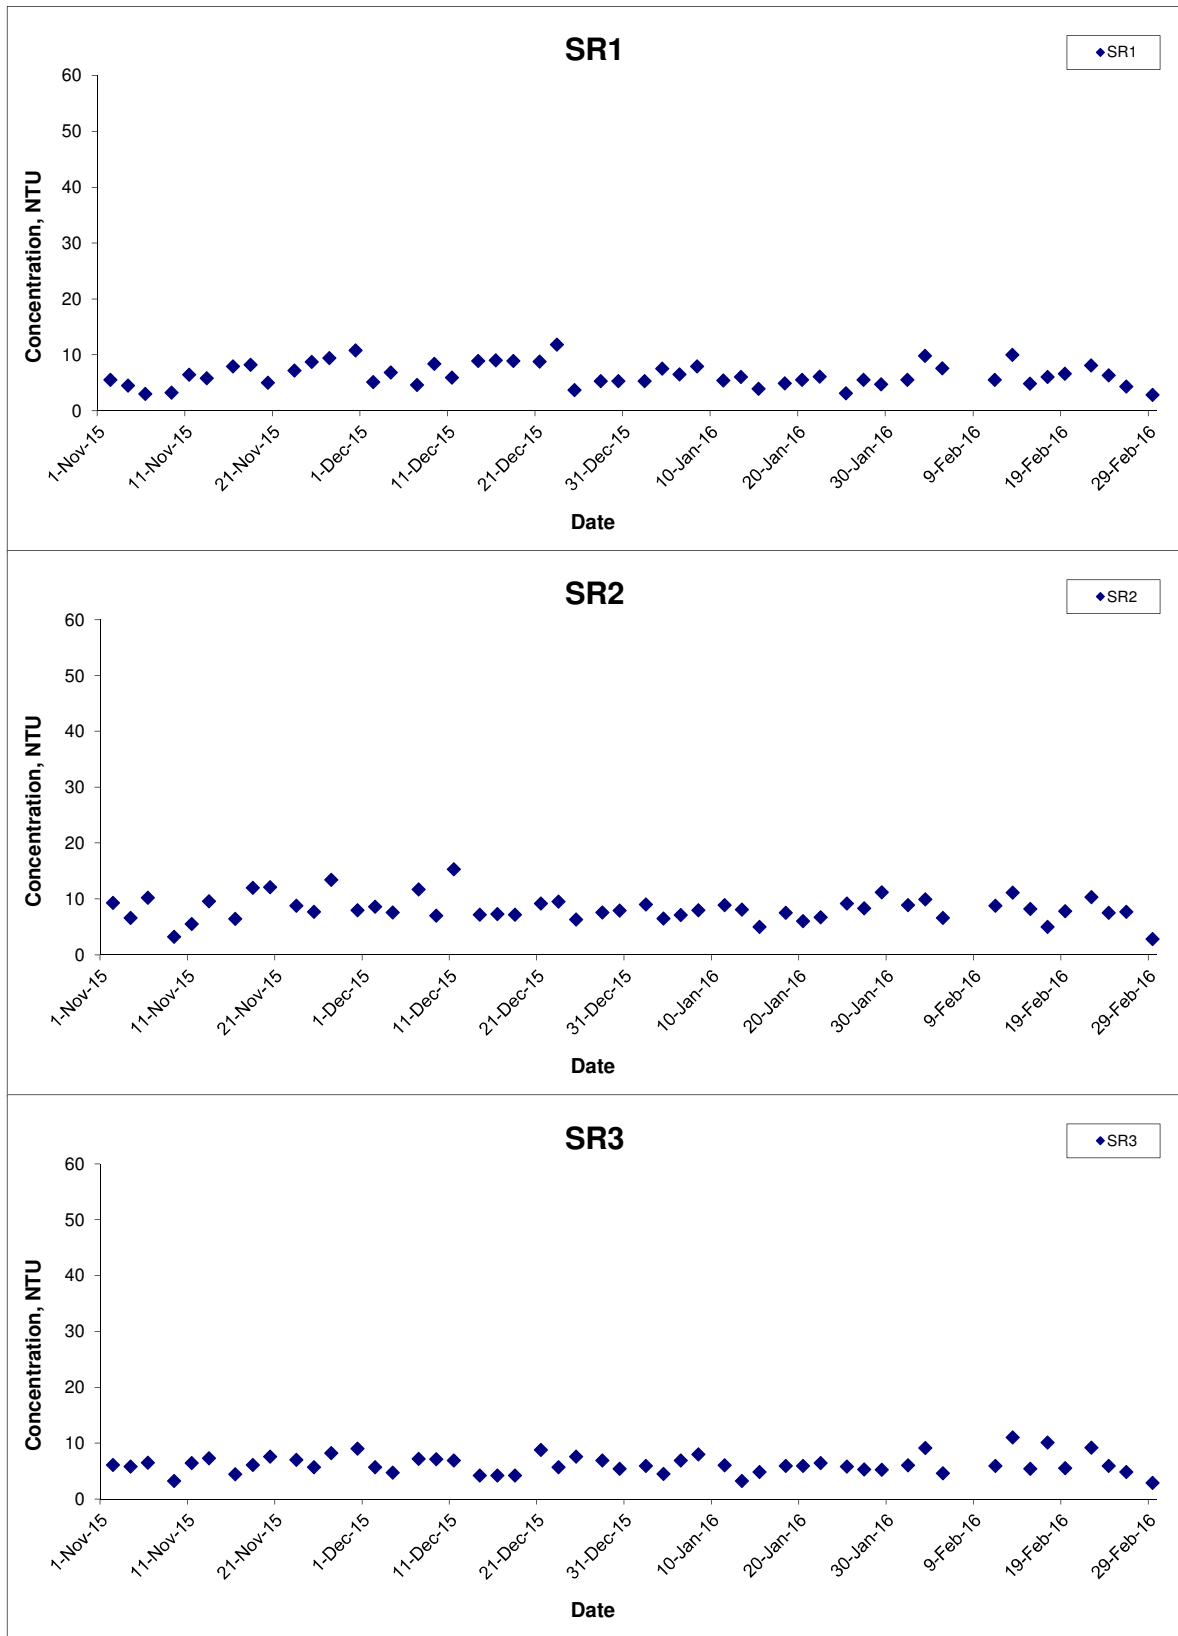 SR1
SR1
60
50
40
30
20
10
0
Concentration, NTU
1-Nov-15
11-Nov-15
21-Nov-15
1-Dec-15
11-Dec-15
21-Dec-15
31-Dec-15
10-Jan-16
20-Jan-16
30-Jan-16
9-Feb-16
19-Feb-16
29-Feb-16
Date
SR2
SR2
60
50
40
30
20
10
0
Concentration, NTU
1-Nov-15
11-Nov-15
21-Nov-15
1-Dec-15
11-Dec-15
21-Dec-15
31-Dec-15
10-Jan-16
20-Jan-16
30-Jan-16
9-Feb-16
19-Feb-16
29-Feb-16
Date
SR3
SR3
60
50
40
30
20
10
0
Concentration, NTU
1-Nov-15
11-Nov-15
21-Nov-15
1-Dec-15
11-Dec-15
21-Dec-15
31-Dec-15
10-Jan-16
20-Jan-16
30-Jan-16
9-Feb-16
19-Feb-16
29-Feb-16
Date